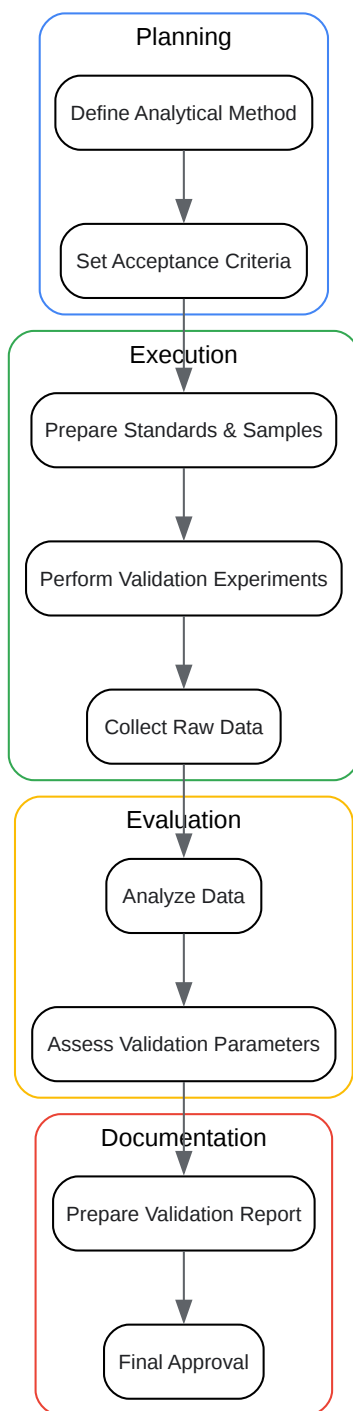 Planning
Define Analytical Method
Set Acceptance Criteria
Execution
Prepare Standards & Samples
Perform Validation Experiments
Collect Raw Data
Evaluation
Analyze Data
Assess Validation Parameters
Documentation
Prepare Validation Report
Final Approval